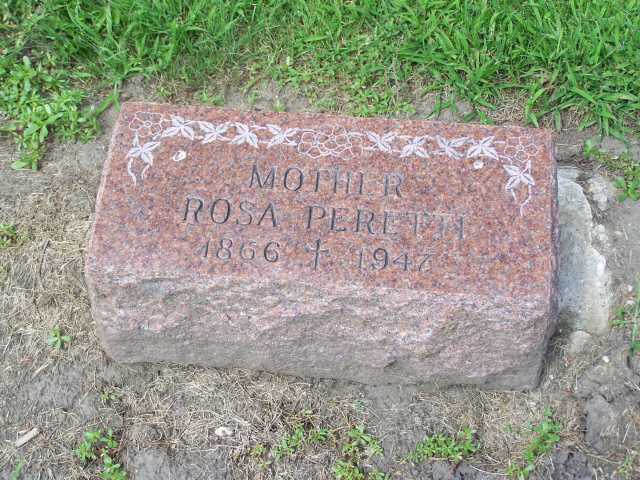 MOTHER
ROSA PERETTI
1866 † 1947